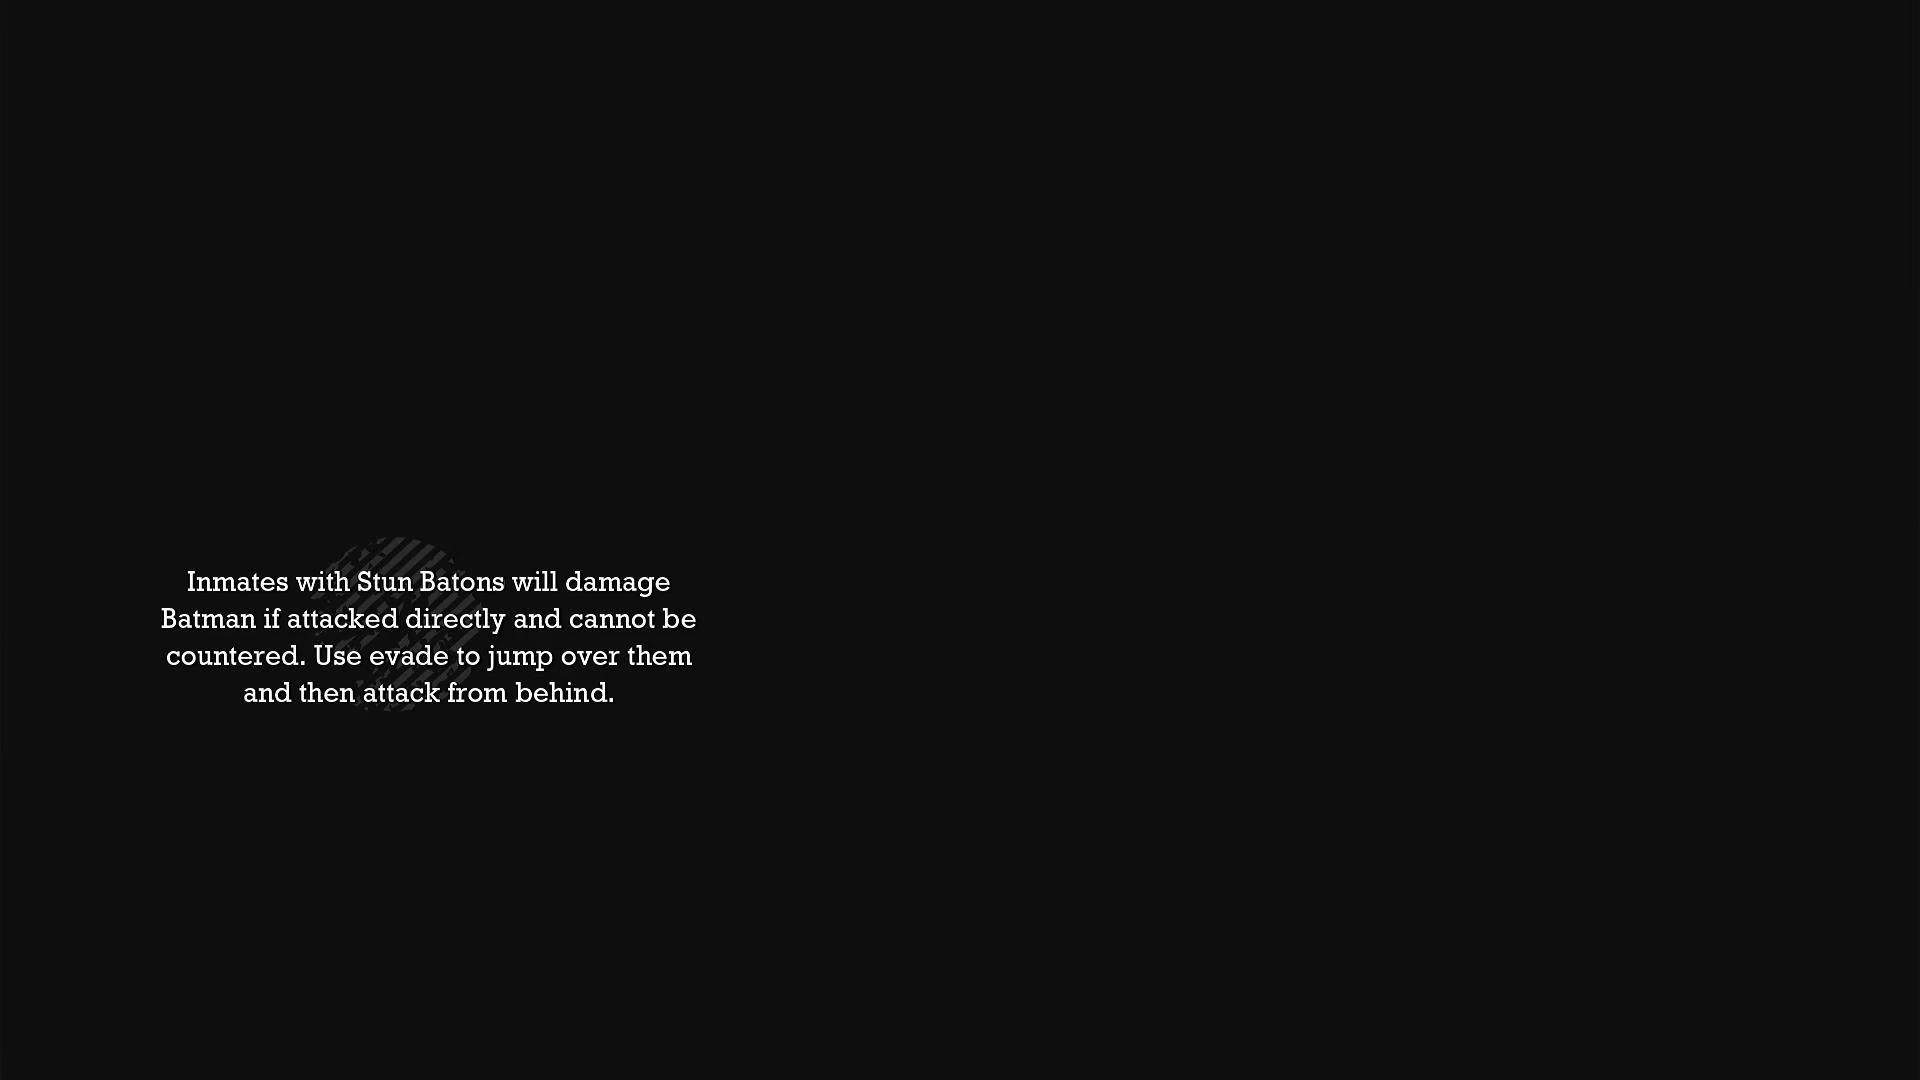 Inmates with Stun Batons will damage
Batman if attacked directly and cannot be
countered. Use evade to jump over them
and then attack from behind.